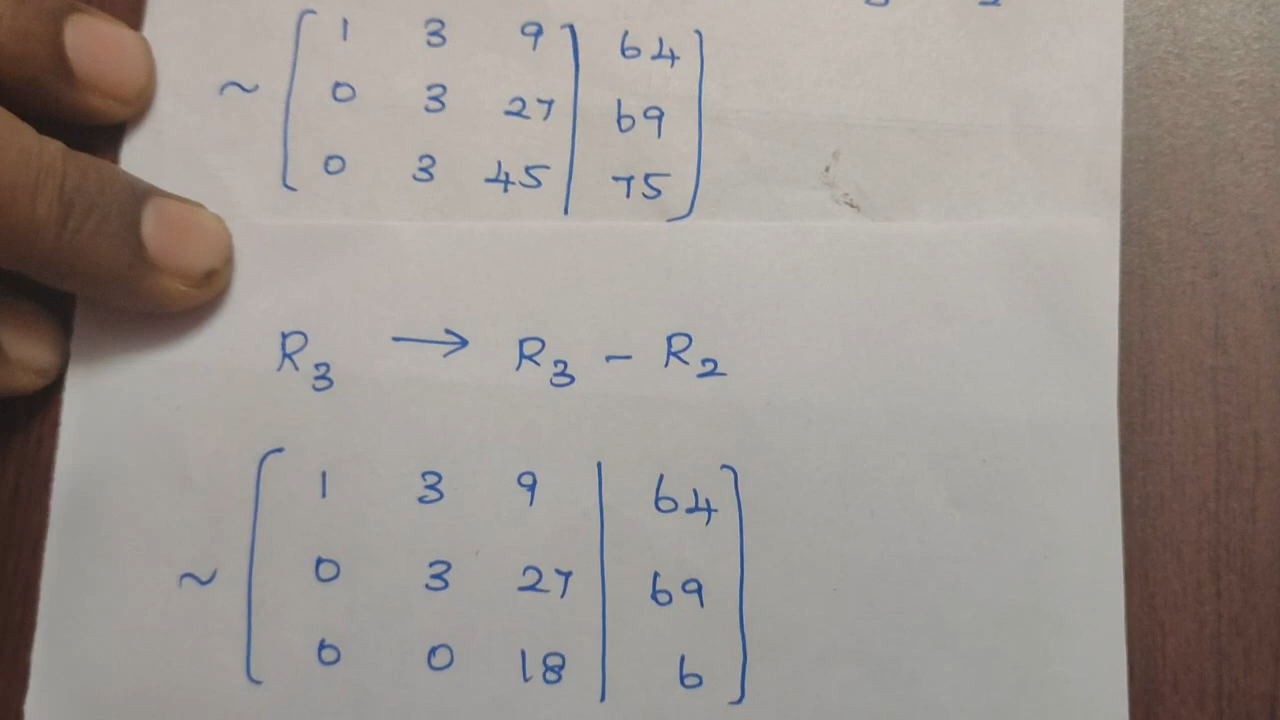 ~ [ 1 3 9 | 64 ]
0 3 27 | 69
0 3 45 | 75
R₃ → R₃ - R₂
~ [ 1 3 9 | 64 ]
0 3 27 | 69
0 0 18 | 6